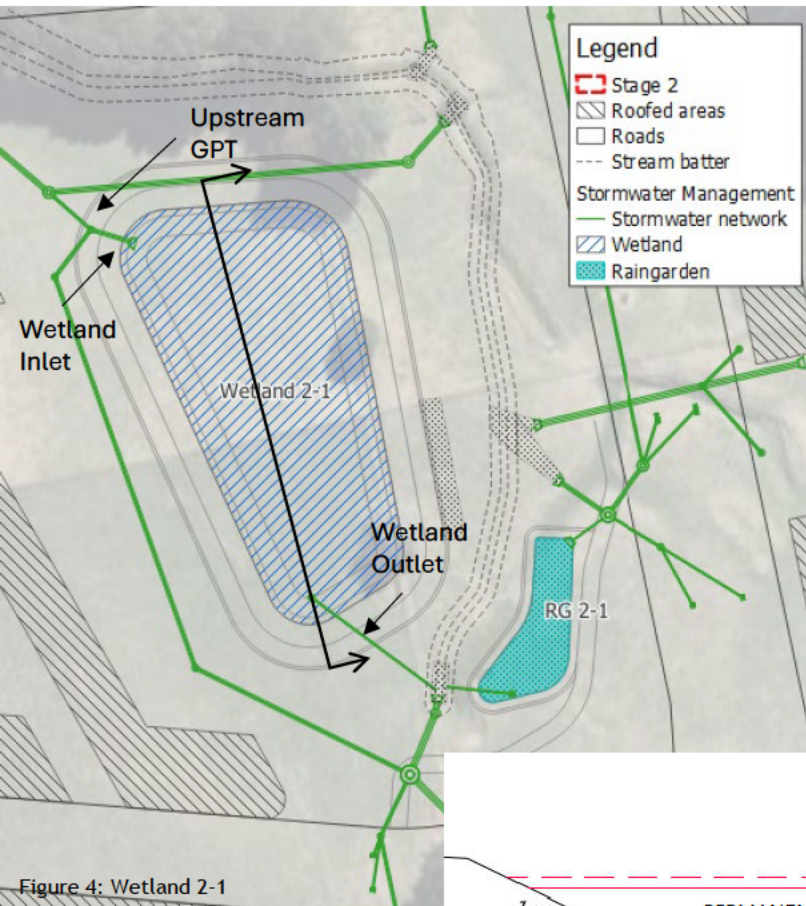 Legend
Stage 2
Roofed areas
Roads
Stream batter
Stormwater Management
Stormwater network
Wetland
Raingarden
Upstream
GPT
Wetland
Inlet
Wetland 2-1
Wetland
Outlet
RG 2-1
Figure 4: Wetland 2-1